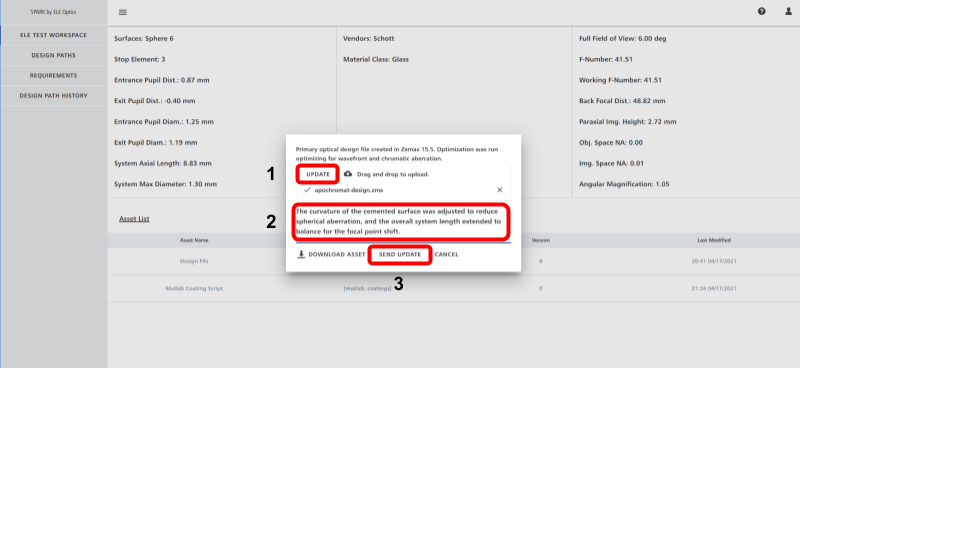 SPARK by ELE Optics
ELE TEST WORKSPACE
DESIGN PATHS
REQUIREMENTS
DESIGN PATH HISTORY
Surfaces: Sphere 6
Stop Element: 3
Entrance Pupil Dist.: 0.87 mm
Exit Pupil Dist.: -0.40 mm
Entrance Pupil Diam.: 1.25 mm
Exit Pupil Diam.: 1.19 mm
System Axial Length: 8.83 mm
System Max Diameter: 1.30 mm
Vendors: Schott
Material Class: Glass
Full Field of View: 6.00 deg
F-Number: 41.51
Working F-Number: 41.51
Back Focal Dist.: 48.82 mm
Paraxial Img. Height: 2.72 mm
Obj. Space NA: 0.00
Img. Space NA: 0.01
Angular Magnification: 1.05
Primary optical design file created in Zemax 15.5. Optimization was run
optimizing for wavefront and chromatic aberration.
1
UPDATE Drag and drop to upload.
apochromat-design.zmx
2
The curvature of the cemented surface was adjusted to reduce
spherical aberration, and the overall system length extended to
balance for the focal point shift.
DOWNLOAD ASSET SEND UPDATE CANCEL
3
Asset List
Asset Name Version Last Modified
Design File 0 20:41 04/17/2021
Matlab Coating Script [matlab, coatings] 0 21:24 04/17/2021